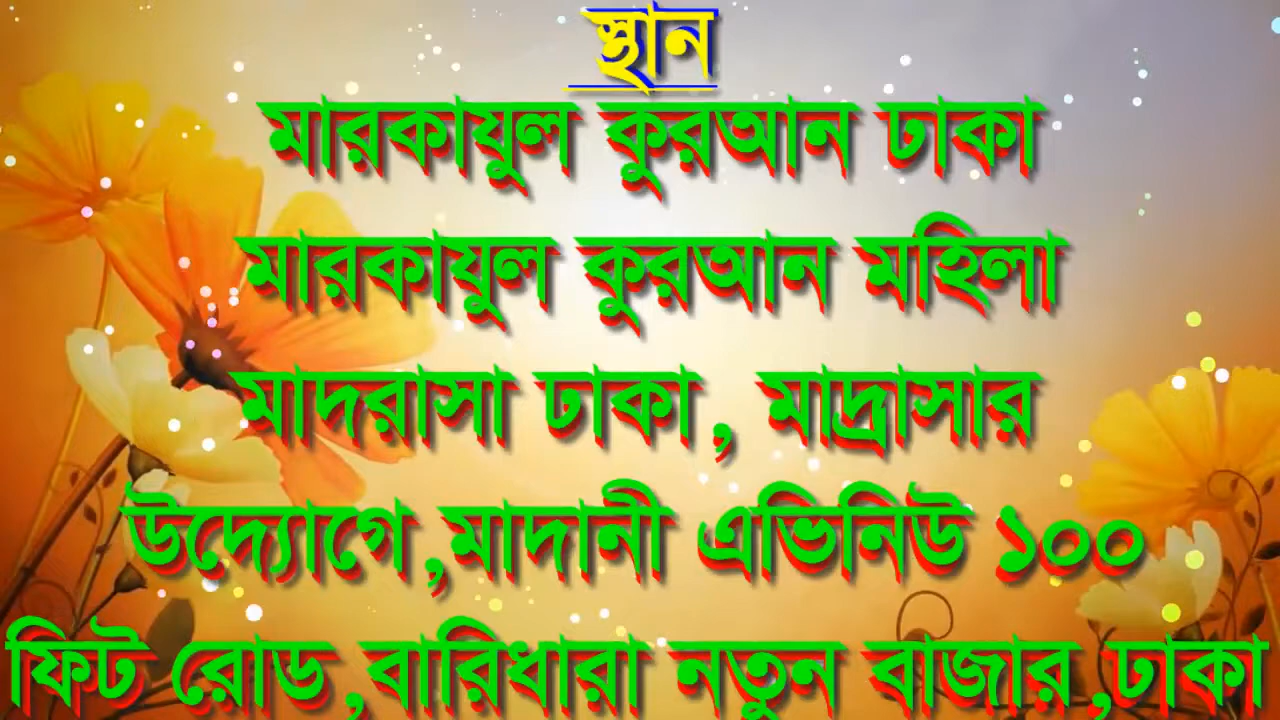 স্থান
মারকাযুল কুরআন ঢাকা
মারকাযুল কুরআন মহিলা
মাদরাসা ঢাকা, মাদ্রাসার
উদ্যোগে,মাদানী এভিনিউ ১০০
ফিট রোড,বারিধারা নতুন বাজার,ঢাকা